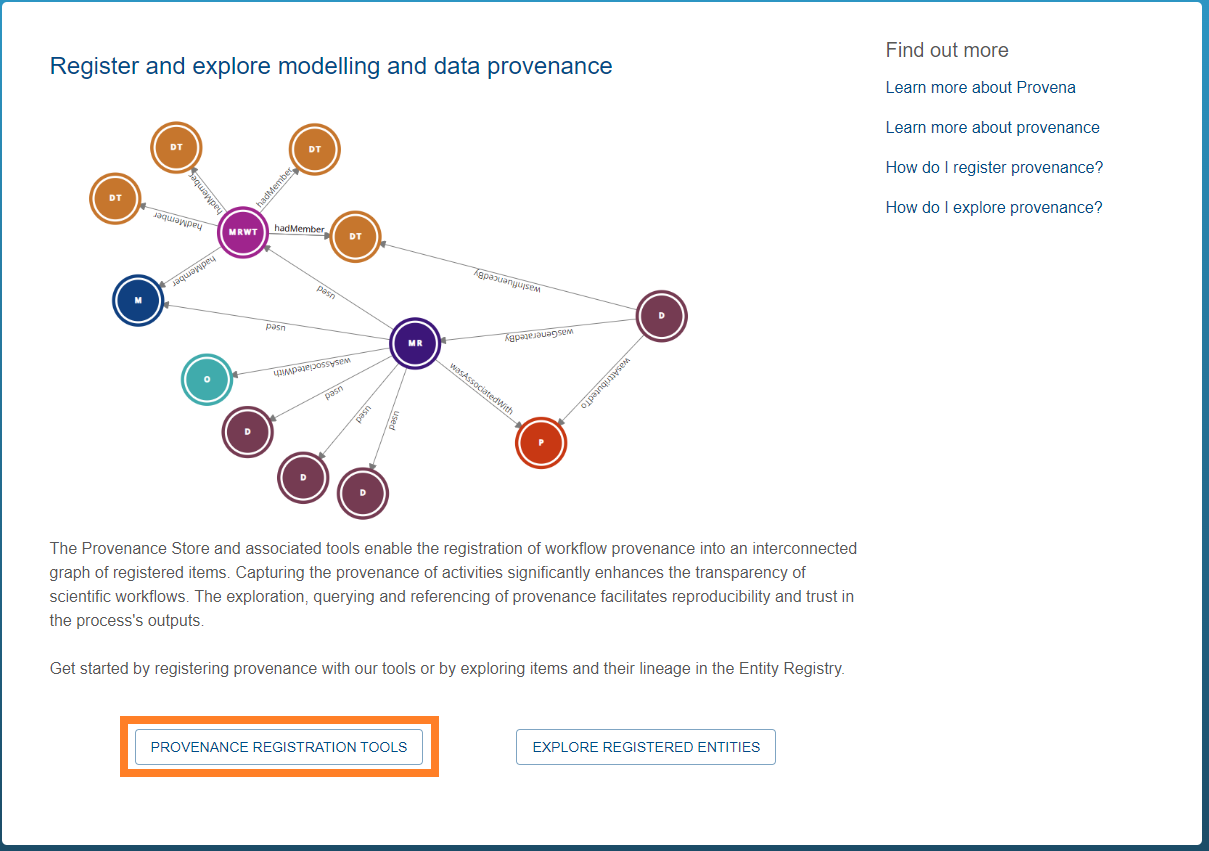 Register and explore modelling and data provenance
DT
DT
DT
hadMember
hadMember
hadMember
MRWT
hadMember
DT
hadMember
wasInfluencedBy
M
used
used
D
MR
wasGeneratedBy
O
wasAssociatedWith
used
used
used
wasAssociatedWith
wasAttributedTo
D
P
D
D
The Provenance Store and associated tools enable the registration of workflow provenance into an interconnected
graph of registered items. Capturing the provenance of activities significantly enhances the transparency of
scientific workflows. The exploration, querying and referencing of provenance facilitates reproducibility and trust in
the process's outputs.
Get started by registering provenance with our tools or by exploring items and their lineage in the Entity Registry.
PROVENANCE REGISTRATION TOOLS
EXPLORE REGISTERED ENTITIES
Find out more
Learn more about Provena
Learn more about provenance
How do I register provenance?
How do I explore provenance?